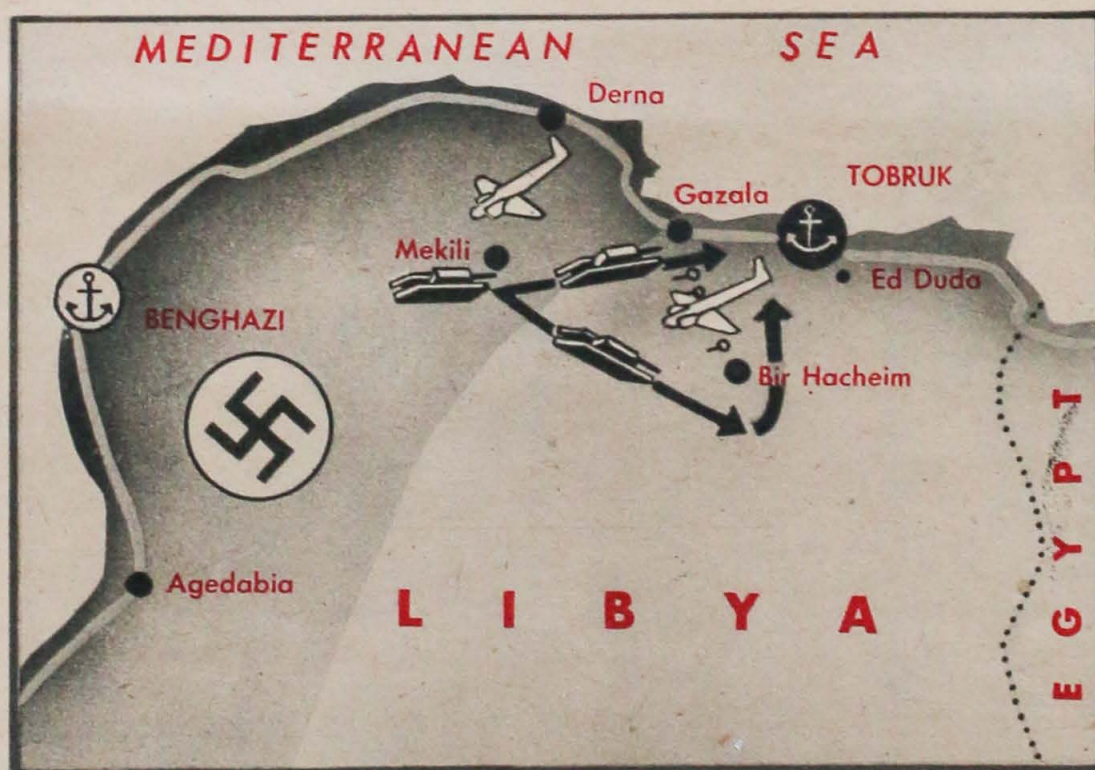 MEDITERRANEAN SEA
Derna
TOBRUK
Gazala
Mekili
Ed Duda
BENGHAZI
Bir Hacheim
EGYPT
Agedabia
LIBYA